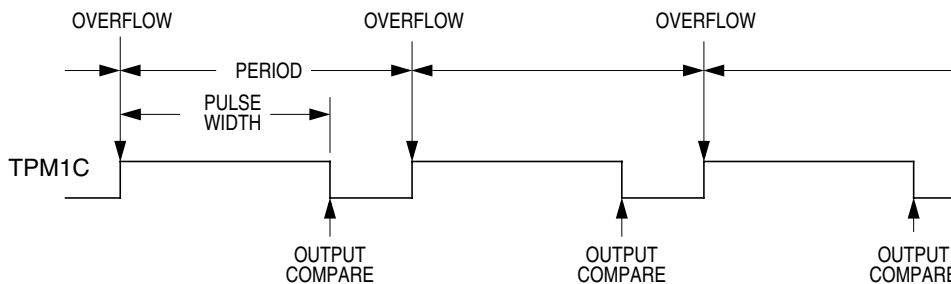 OVERFLOW
OVERFLOW
OVERFLOW
PERIOD
PULSE
WIDTH
TPM1C
OUTPUT
COMPARE
OUTPUT
COMPARE
OUTPUT
COMPARE